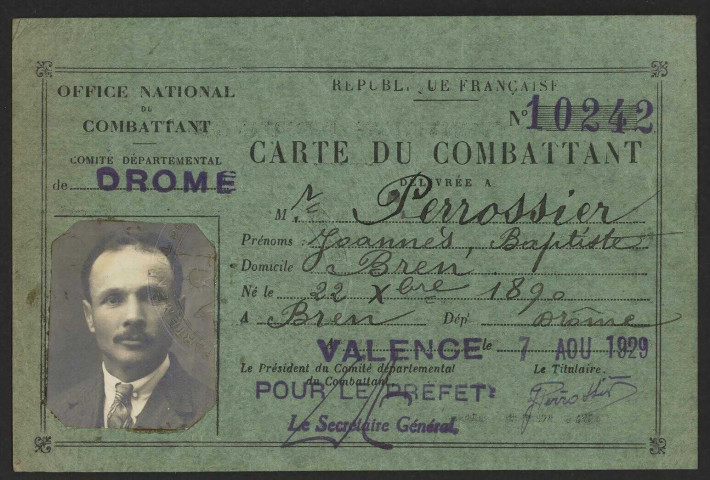 OFFICE NATIONAL
DU
COMBATTANT
COMITÉ DÉPARTEMENTAL
de DROME
RÉPUBLIQUE FRANÇAISE
N° 10242
CARTE DU COMBATTANT
DÉLIVRÉE A
M r. Perrossier
Prénoms : Joannès, Baptiste
Domicile à Bren
Né le 22 Xbre 1890
A Bren Dépt Drôme
A VALENCE le 7 AOU 1929
Le Président du Comité départemental
du Combattant,
Le Titulaire.
POUR LE PRÉFET:
Perrossier
Le Secrétaire Général,